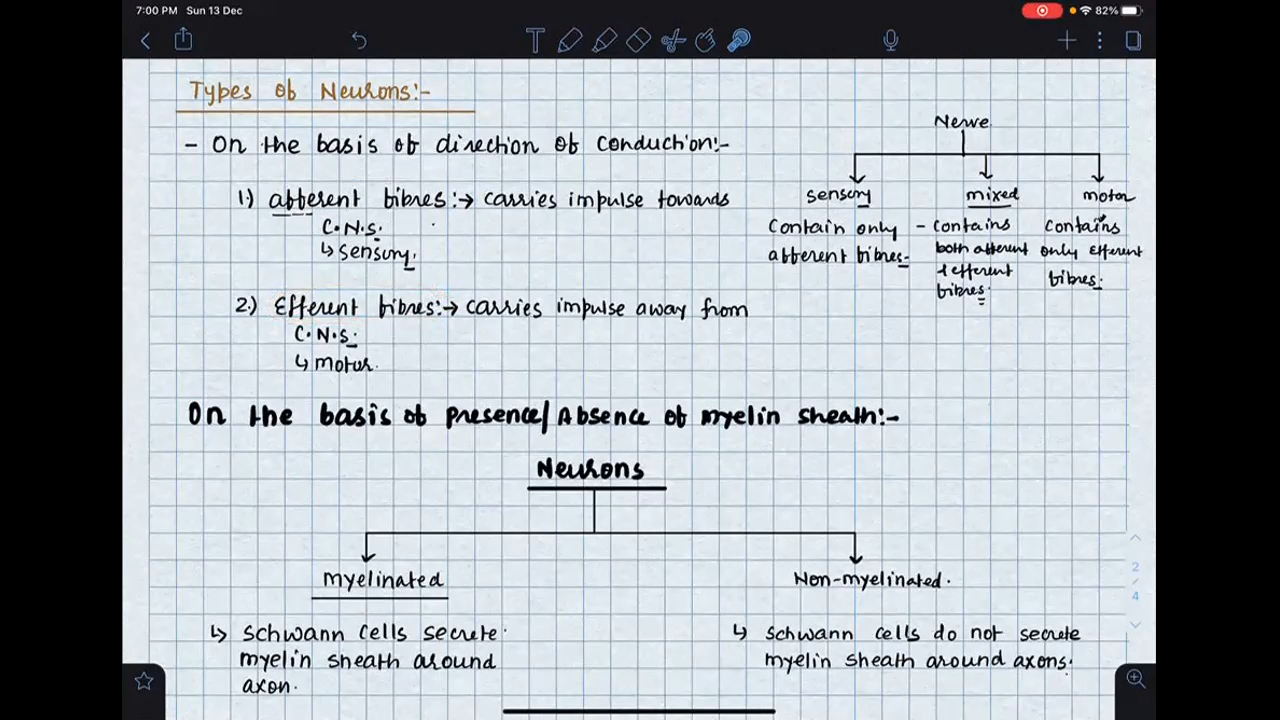 7:00 PM Sun 13 Dec
82%
Types of Neurons:-
- On the basis of direction of conduction:-
1.) afferent fibres:→ carries impulse towards
C.N.S.
↳ sensory.
2.) Efferent fibres:→ carries impulse away from
C.N.S.
↳ motor.
Nerve
sensory mixed motor
Contain only
afferent fibres.
- contains
both afferent
& efferent
fibres.
contains
only efferent
fibres.
On the basis of presence/Absence of myelin sheath:-
Neurons
myelinated
Non-myelinated.
↳ schwann cells secrete
myelin sheath around
axon.
↳ schwann cells do not secrete
myelin sheath around axons.
2
/
4